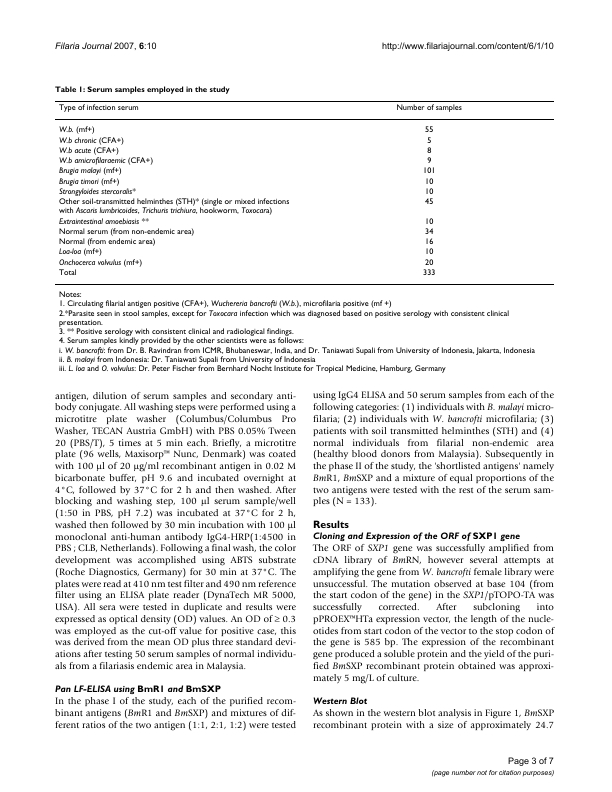 Filaria Journal 2007, 6:10
http://www.filariajournal.com/content/6/1/10
Table 1: Serum samples employed in the study
Type of infection serum Number of samples
W.b. (mf+) 55
W.b chronic (CFA+) 5
W.b acute (CFA+) 8
W.b amicrofilaraemic (CFA+) 9
Brugia malayi (mf+) 101
Brugia timori (mf+) 10
Strongyloides stercoralis* 10
Other soil-transmitted helminthes (STH)* (single or mixed infections 45
with Ascaris lumbricoides, Trichuris trichiura, hookworm, Toxocara)
Extraintestinal amoebiasis ** 10
Normal serum (from non-endemic area) 34
Normal (from endemic area) 16
Loa-loa (mf+) 10
Onchocerca volvulus (mf+) 20
Total 333
Notes:
1. Circulating filarial antigen positive (CFA+), Wuchereria bancrofti (W.b.), microfilaria positive (mf +)
2.*Parasite seen in stool samples, except for Toxocara infection which was diagnosed based on positive serology with consistent clinical
presentation.
3. ** Positive serology with consistent clinical and radiological findings.
4. Serum samples kindly provided by the other scientists were as follows:
i. W. bancrofti: from Dr. B. Ravindran from ICMR, Bhubaneswar, India, and Dr. Taniawati Supali from University of Indonesia, Jakarta, Indonesia
ii. B. malayi from Indonesia: Dr. Taniawati Supali from University of Indonesia
iii. L. loa and O. volvulus: Dr. Peter Fischer from Bernhard Nocht Institute for Tropical Medicine, Hamburg, Germany
antigen, dilution of serum samples and secondary anti-
body conjugate. All washing steps were performed using a
microtitre plate washer (Columbus/Columbus Pro
Washer, TECAN Austria GmbH) with PBS 0.05% Tween
20 (PBS/T), 5 times at 5 min each. Briefly, a microtitre
plate (96 wells, Maxisorp™ Nunc, Denmark) was coated
with 100 μl of 20 μg/ml recombinant antigen in 0.02 M
bicarbonate buffer, pH 9.6 and incubated overnight at
4°C, followed by 37°C for 2 h and then washed. After
blocking and washing step, 100 μl serum sample/well
(1:50 in PBS, pH 7.2) was incubated at 37°C for 2 h,
washed then followed by 30 min incubation with 100 μl
monoclonal anti-human antibody IgG4-HRP(1:4500 in
PBS ; CLB, Netherlands). Following a final wash, the color
development was accomplished using ABTS substrate
(Roche Diagnostics, Germany) for 30 min at 37°C. The
plates were read at 410 nm test filter and 490 nm reference
filter using an ELISA plate reader (DynaTech MR 5000,
USA). All sera were tested in duplicate and results were
expressed as optical density (OD) values. An OD of ≥ 0.3
was employed as the cut-off value for positive case, this
was derived from the mean OD plus three standard devi-
ations after testing 50 serum samples of normal individu-
als from a filariasis endemic area in Malaysia.
Pan LF-ELISA using BmR1 and BmSXP
In the phase I of the study, each of the purified recom-
binant antigens (BmR1 and BmSXP) and mixtures of dif-
ferent ratios of the two antigen (1:1, 2:1, 1:2) were tested
using IgG4 ELISA and 50 serum samples from each of the
following categories: (1) individuals with B. malayi micro-
filaria; (2) individuals with W. bancrofti microfilaria; (3)
patients with soil transmitted helminthes (STH) and (4)
normal individuals from filarial non-endemic area
(healthy blood donors from Malaysia). Subsequently in
the phase II of the study, the 'shortlisted antigens' namely
BmR1, BmSXP and a mixture of equal proportions of the
two antigens were tested with the rest of the serum sam-
ples (N = 133).
Results
Cloning and Expression of the ORF of SXP1 gene
The ORF of SXP1 gene was successfully amplified from
cDNA library of BmRN, however several attempts at
amplifying the gene from W. bancrofti female library were
unsuccessful. The mutation observed at base 104 (from
the start codon of the gene) in the SXP1/pTOPO-TA was
successfully corrected. After subcloning into
pPROEX™HTa expression vector, the length of the nucle-
otides from start codon of the vector to the stop codon of
the gene is 585 bp. The expression of the recombinant
gene produced a soluble protein and the yield of the puri-
fied BmSXP recombinant protein obtained was approxi-
mately 5 mg/L of culture.
Western Blot
As shown in the western blot analysis in Figure 1, BmSXP
recombinant protein with a size of approximately 24.7
Page 3 of 7
(page number not for citation purposes)